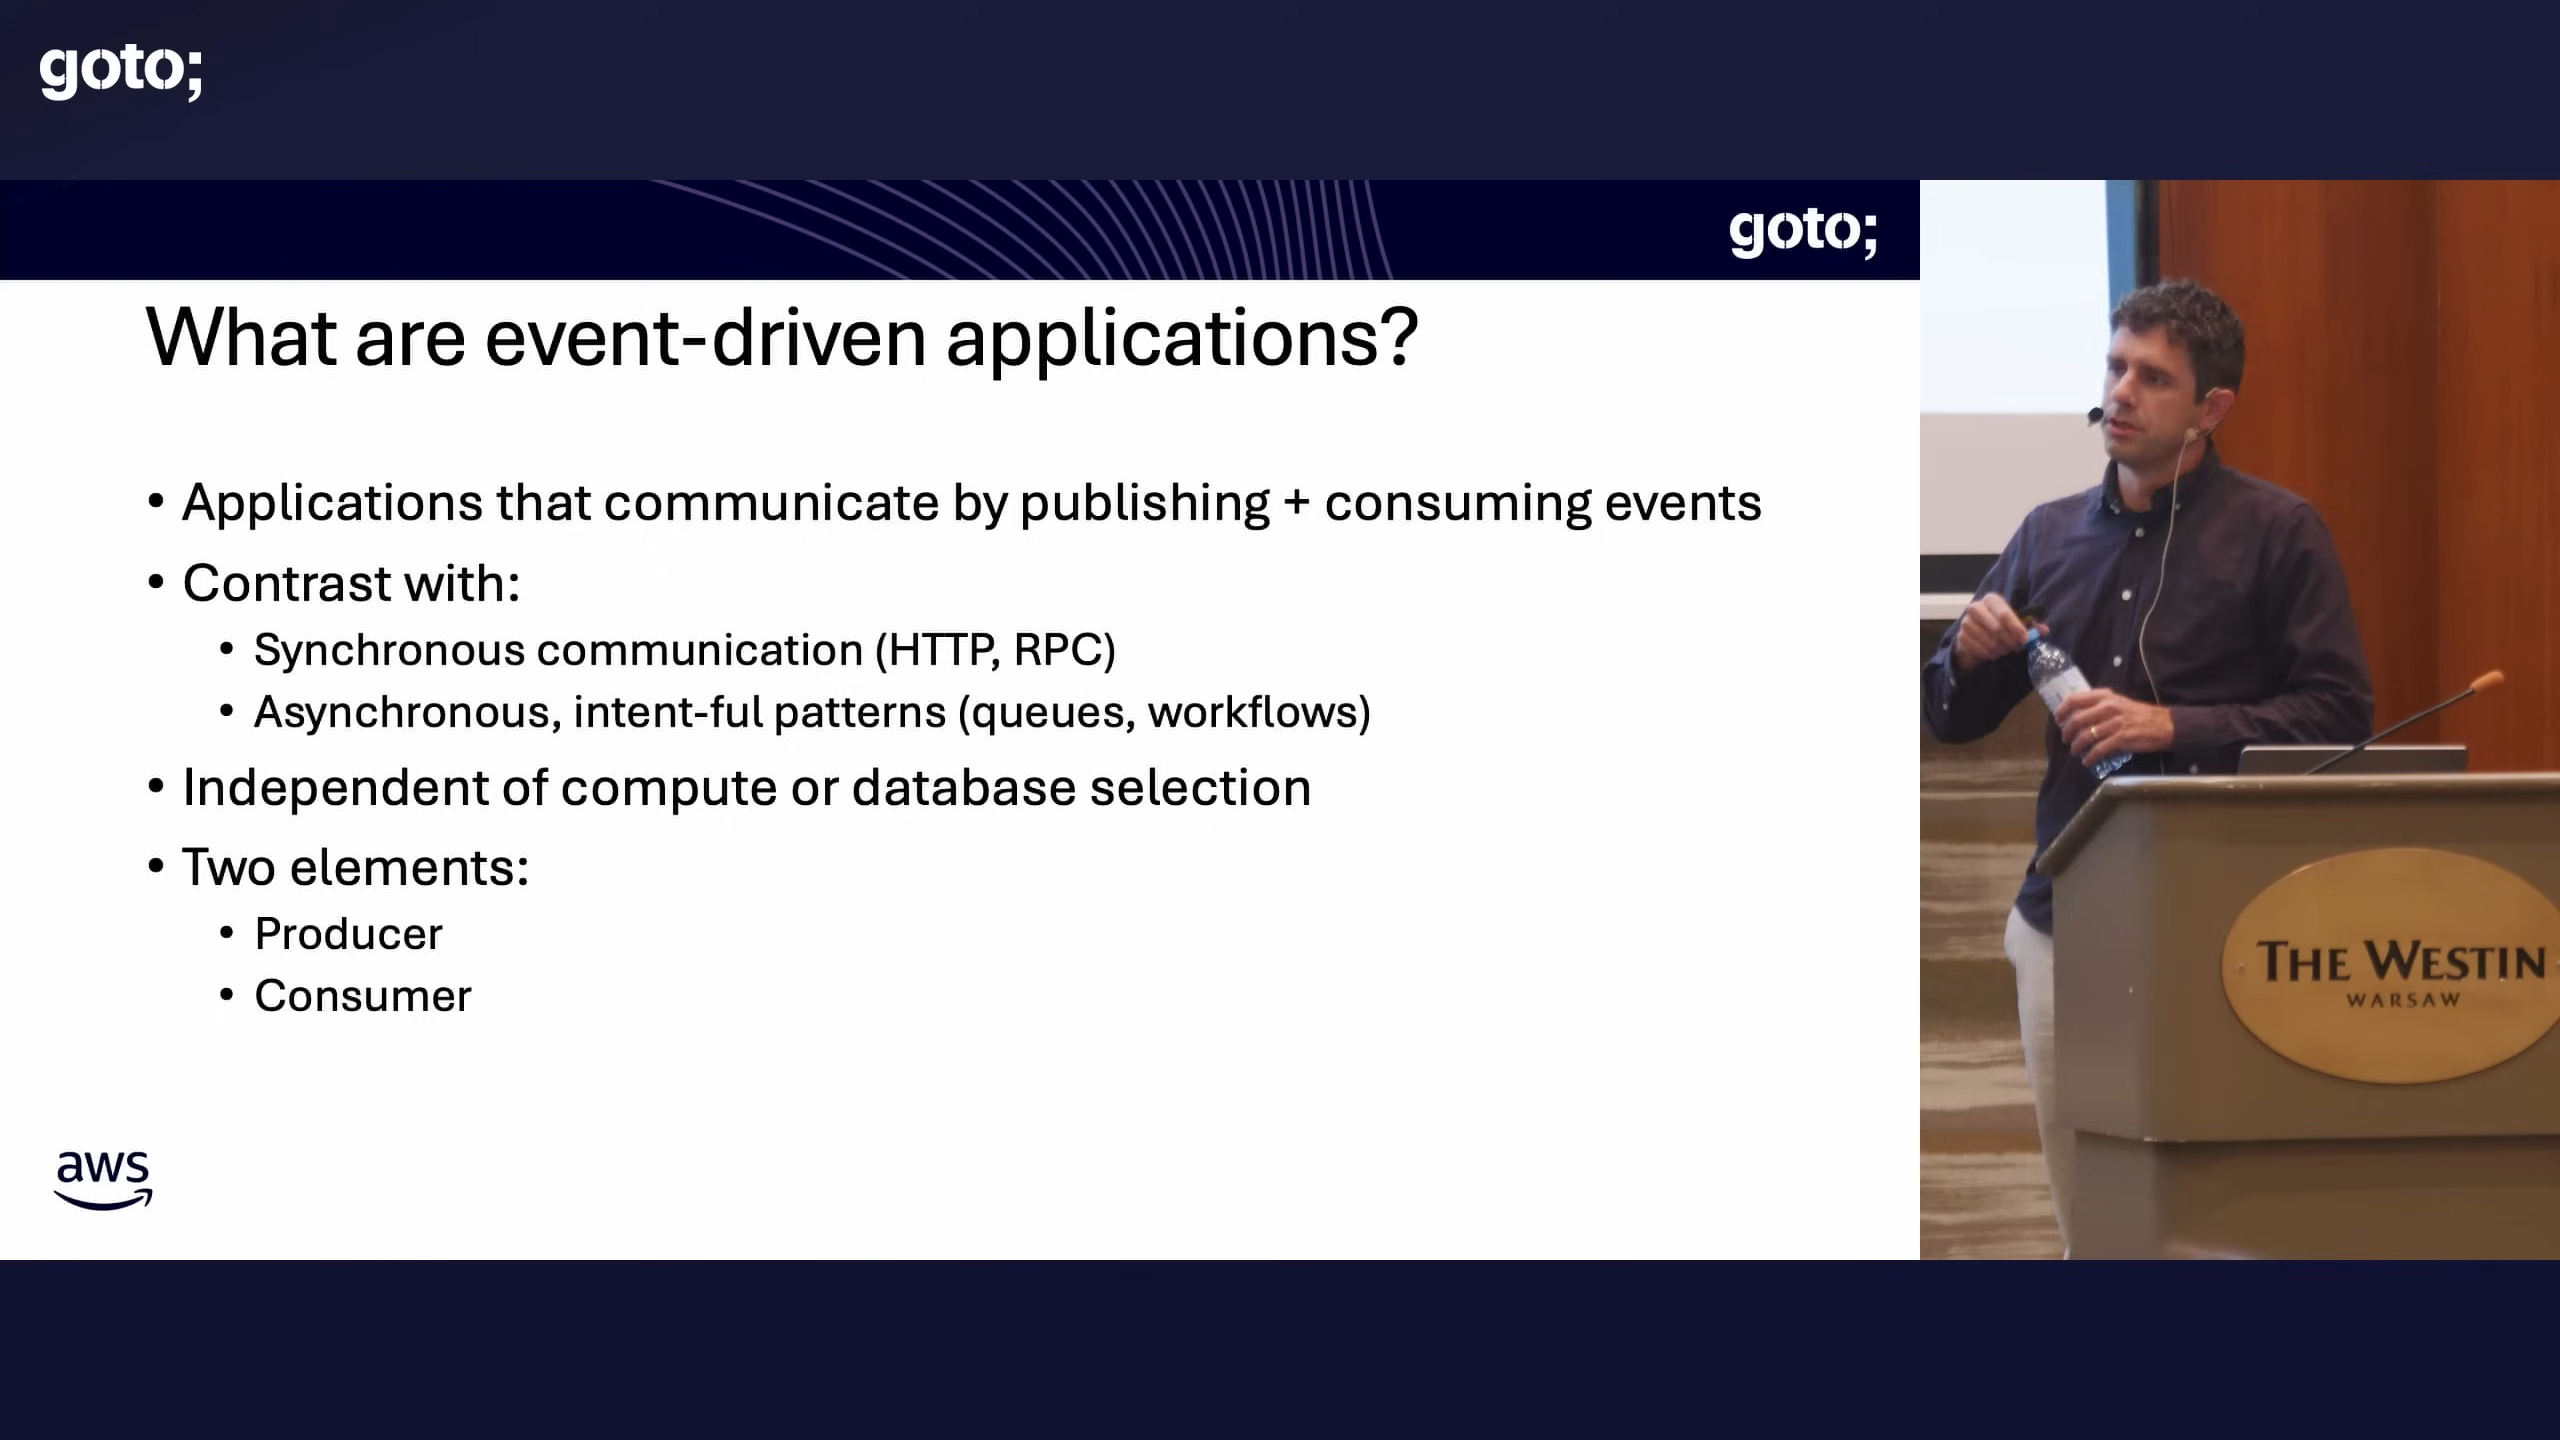 goto;
goto;
What are event-driven applications?
• Applications that communicate by publishing + consuming events
• Contrast with:
• Synchronous communication (HTTP, RPC)
• Asynchronous, intent-ful patterns (queues, workflows)
• Independent of compute or database selection
• Two elements:
• Producer
• Consumer
aws
THE WESTIN
WARSAW